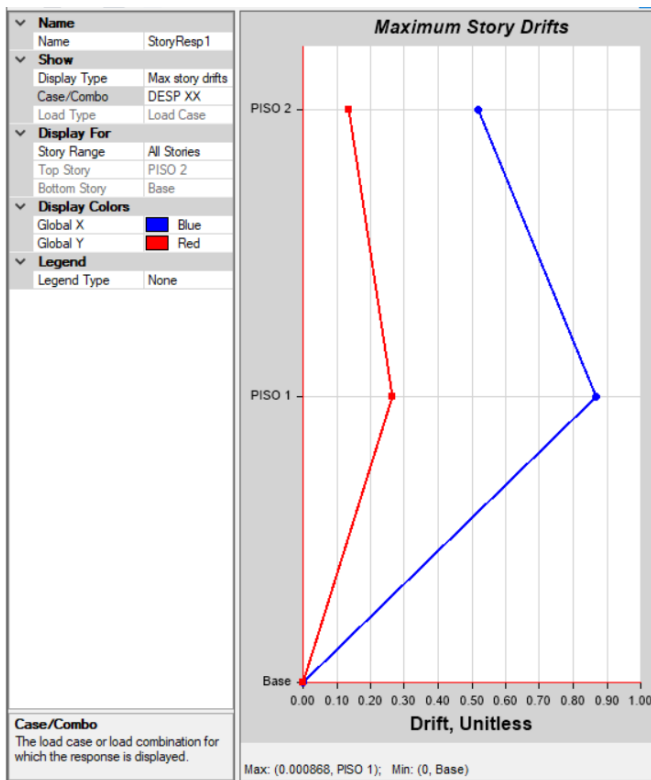 Name
Name StoryResp1
Show
Display Type Max story drifts
Case/Combo DESP XX
Load Type Load Case
Display For
Story Range All Stories
Top Story PISO 2
Bottom Story Base
Display Colors
Global X Blue
Global Y Red
Legend
Legend Type None
Case/Combo
The load case or load combination for
which the response is displayed.
Maximum Story Drifts
PISO 2
PISO 1
Base
0.00 0.10 0.20 0.30 0.40 0.50 0.60 0.70 0.80 0.90 1.00
Drift, Unitless
Max: (0.000868, PISO 1); Min: (0, Base)